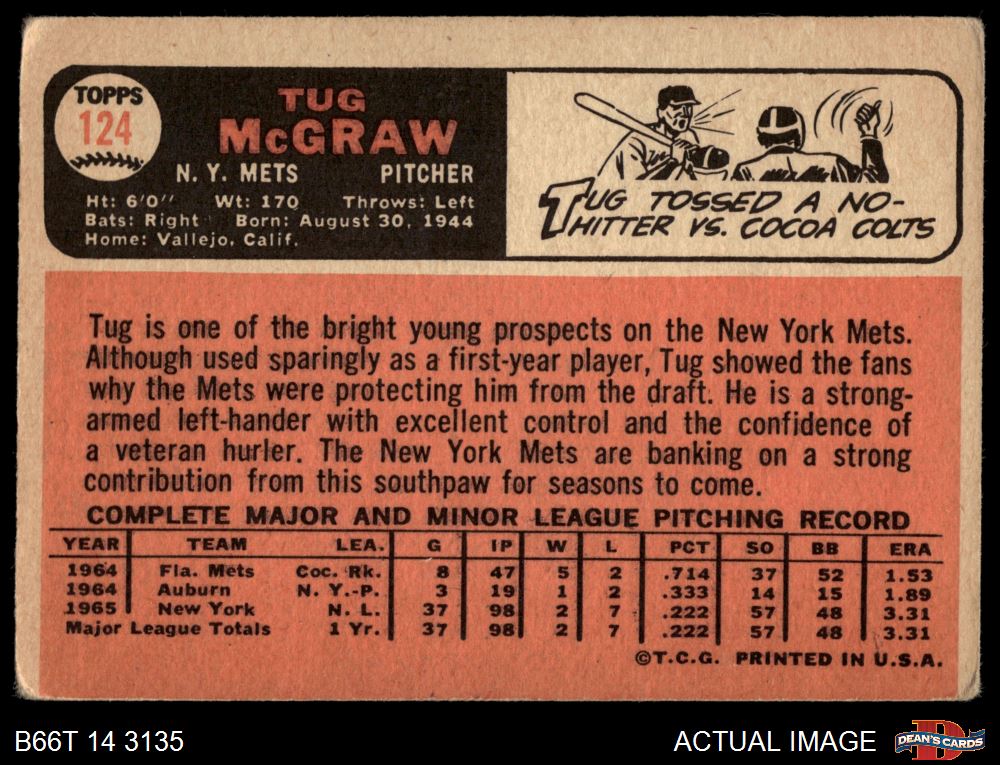 TOPPS
124
TUG
McGRAW
N. Y. METS PITCHER
Ht: 6'0" Wt: 170 Throws: Left
Bats: Right Born: August 30, 1944
Home: Vallejo, Calif.
TUG TOSSED A NO-
HITTER VS. COCOA COLTS
Tug is one of the bright young prospects on the New York Mets.
Although used sparingly as a first-year player, Tug showed the fans
why the Mets were protecting him from the draft. He is a strong-
armed left-hander with excellent control and the confidence of
a veteran hurler. The New York Mets are banking on a strong
contribution from this southpaw for seasons to come.
COMPLETE MAJOR AND MINOR LEAGUE PITCHING RECORD
YEAR TEAM LEA. G IP W L PCT SO BB ERA
1964 Fla. Mets Coc. Rk. 8 47 5 2 .714 37 52 1.53
1964 Auburn N. Y.-P. 3 19 1 2 .333 14 15 1.89
1965 New York N. L. 37 98 2 7 .222 57 48 3.31
Major League Totals 1 Yr. 37 98 2 7 .222 57 48 3.31
©T.C.G. PRINTED IN U.S.A.
B66T 14 3135
ACTUAL IMAGE
DEAN'S CARDS